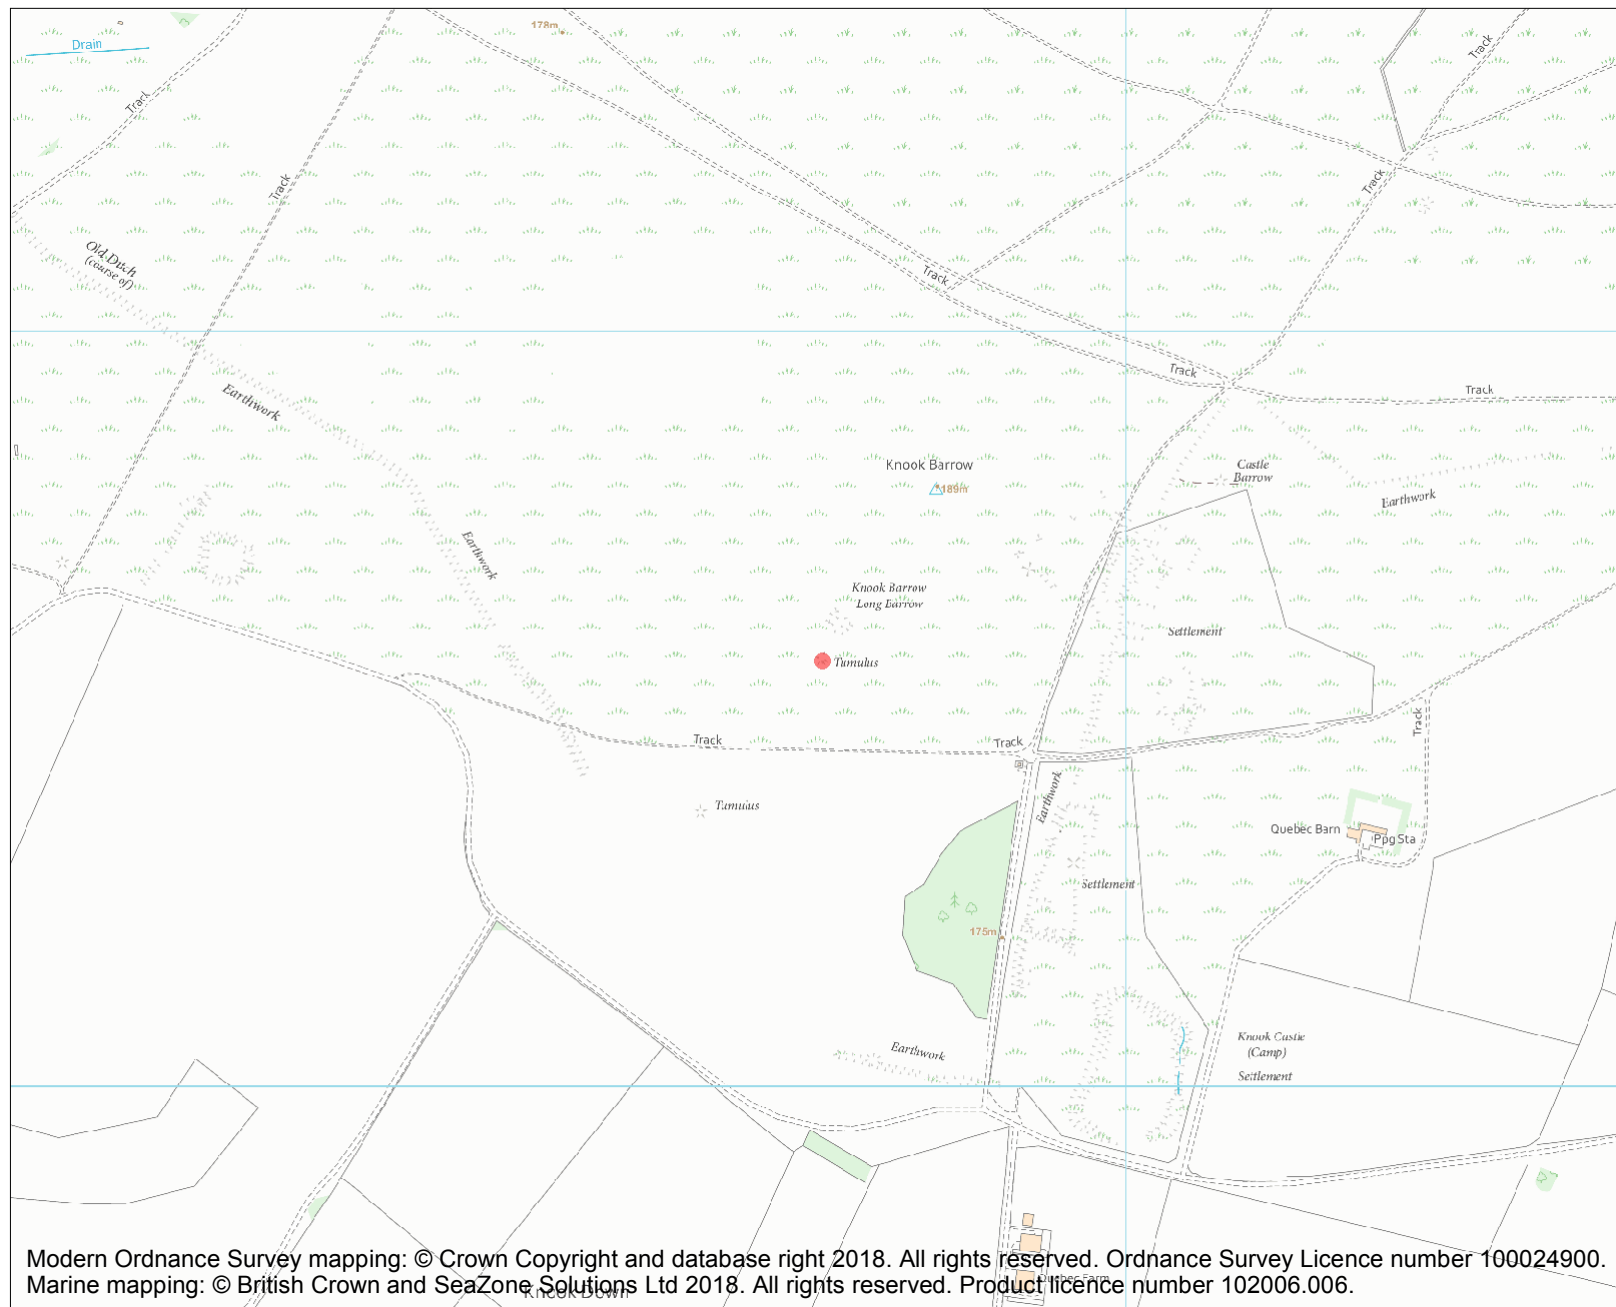 178m
Drain
Track
Track
Track
Track
Old Ditch
(course of)
Track
Track
Track
Earthwork
Knook Barrow
189m
Castle
Barrow
Earthwork
Earthwork
Knook Barrow
Long Barrow
Settlement
Tumulus
Track
Track
Track
Earthwork
Tumulus
Quebec Barn
Ppg Sta
Settlement
175m
Earthwork
Knook Castle
(Camp)
Settlement
Modern Ordnance Survey mapping: © Crown Copyright and database right 2018. All rights reserved. Ordnance Survey Licence number 100024900.
Quebec Farm
Marine mapping: © British Crown and SeaZone Solutions Ltd 2018. All rights reserved. Product licence number 102006.006.
Knook Down